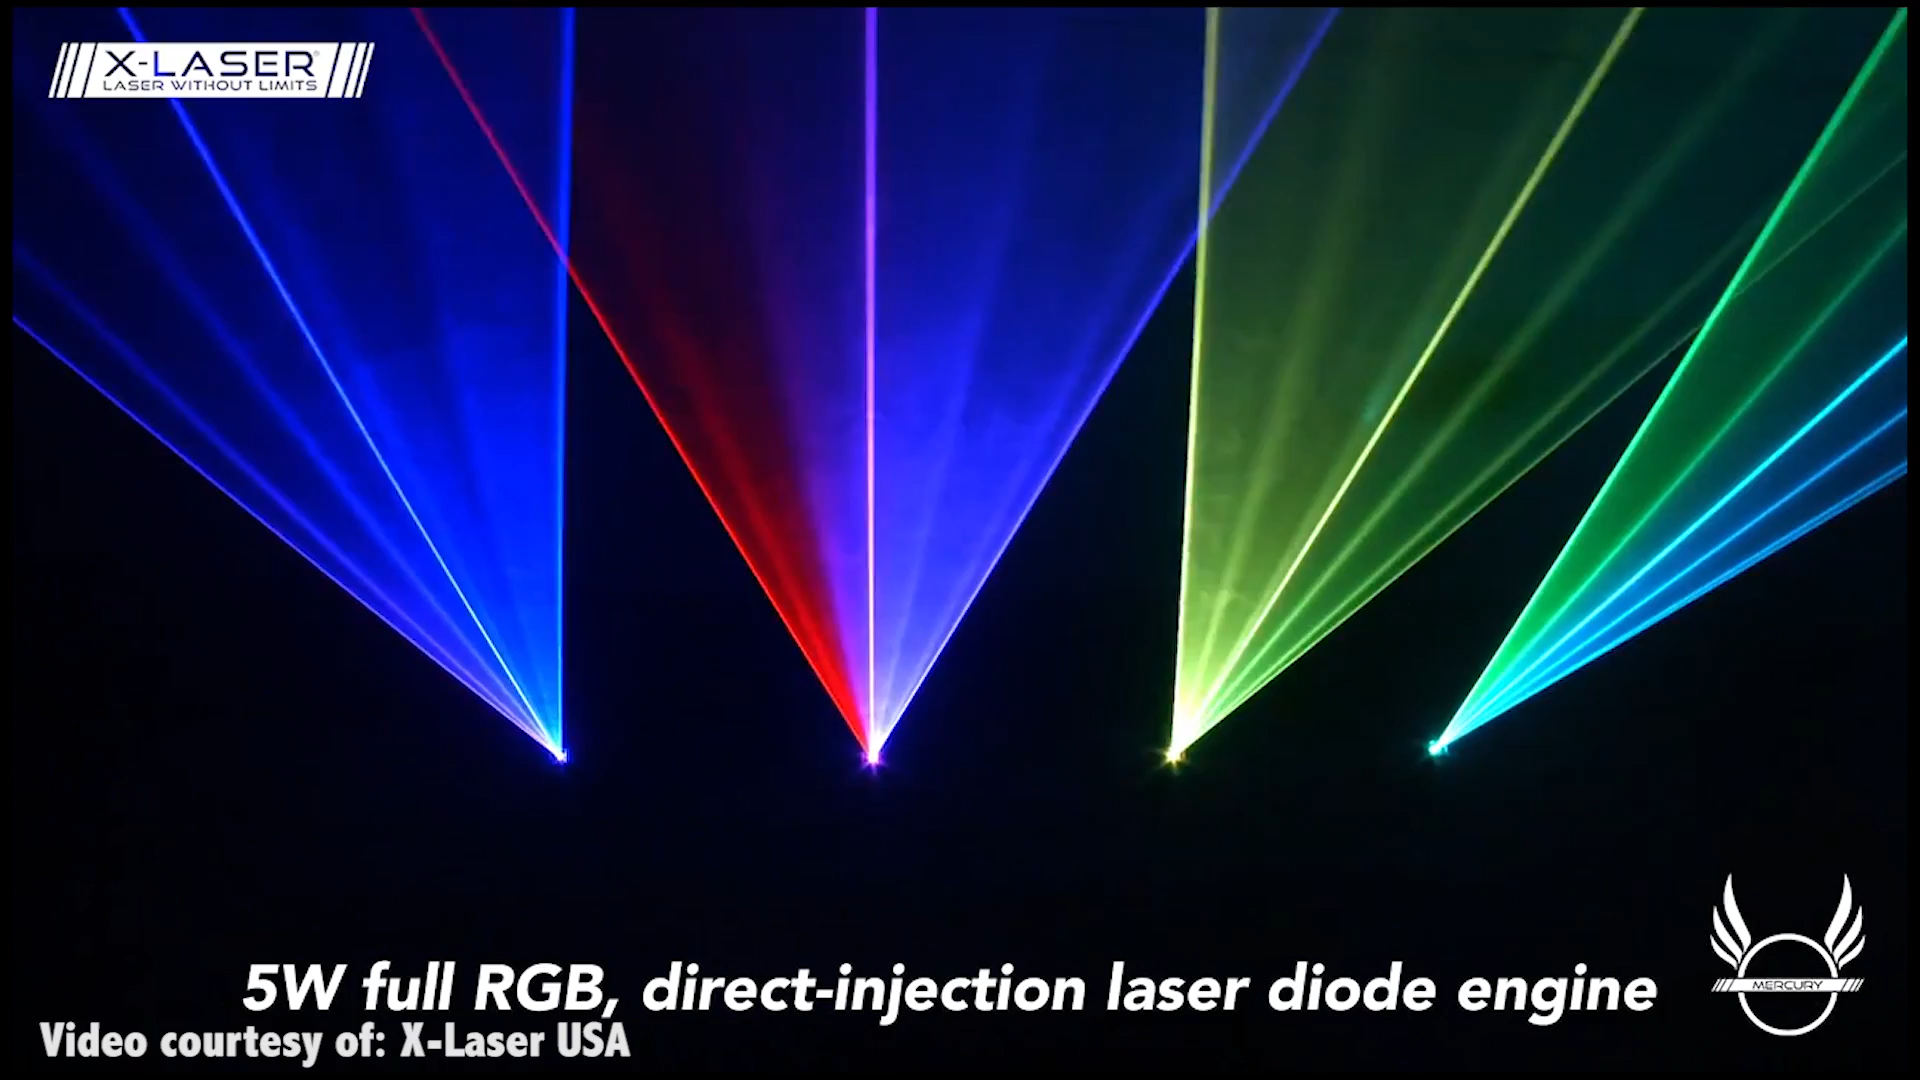 X-LASER®
LASER WITHOUT LIMITS
5W full RGB, direct-injection laser diode engine
MERCURY
Video courtesy of: X-Laser USA